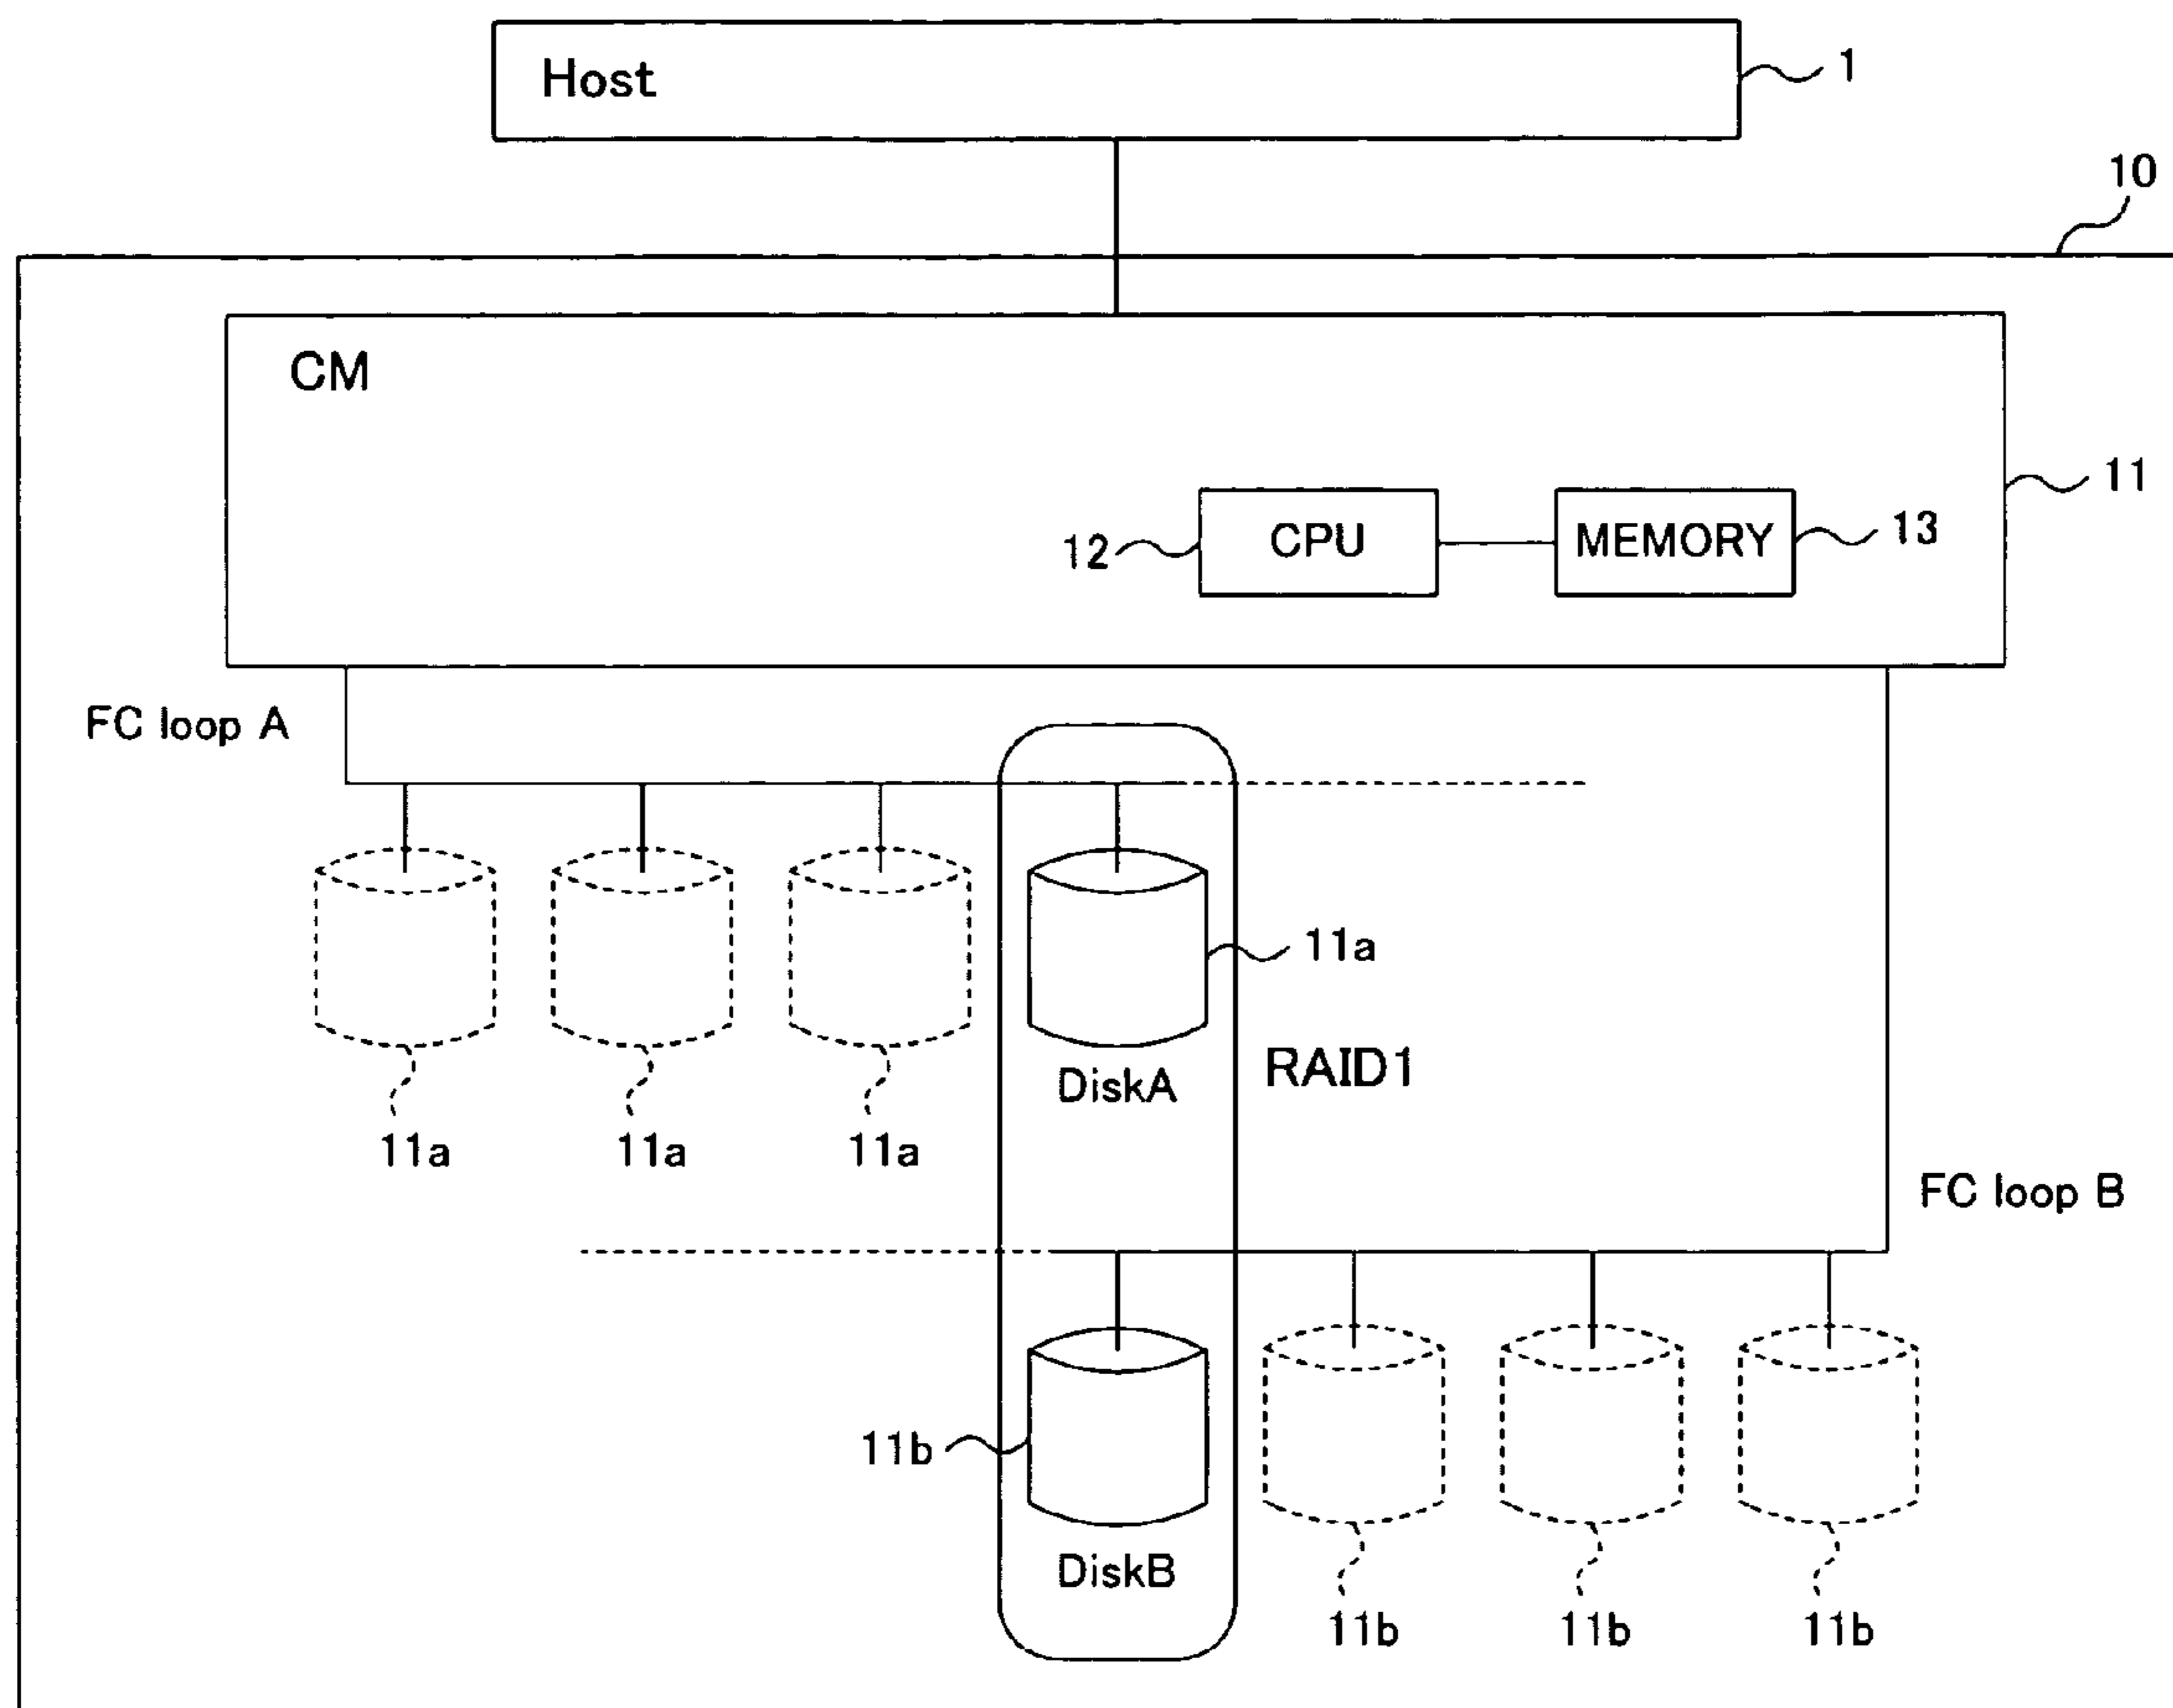 Host
1
10
CM
11
12
CPU
MEMORY
13
FC loop A
11a
RAID1
DiskA
11a
11a
11a
FC loop B
11b
DiskB
11b
11b
11b